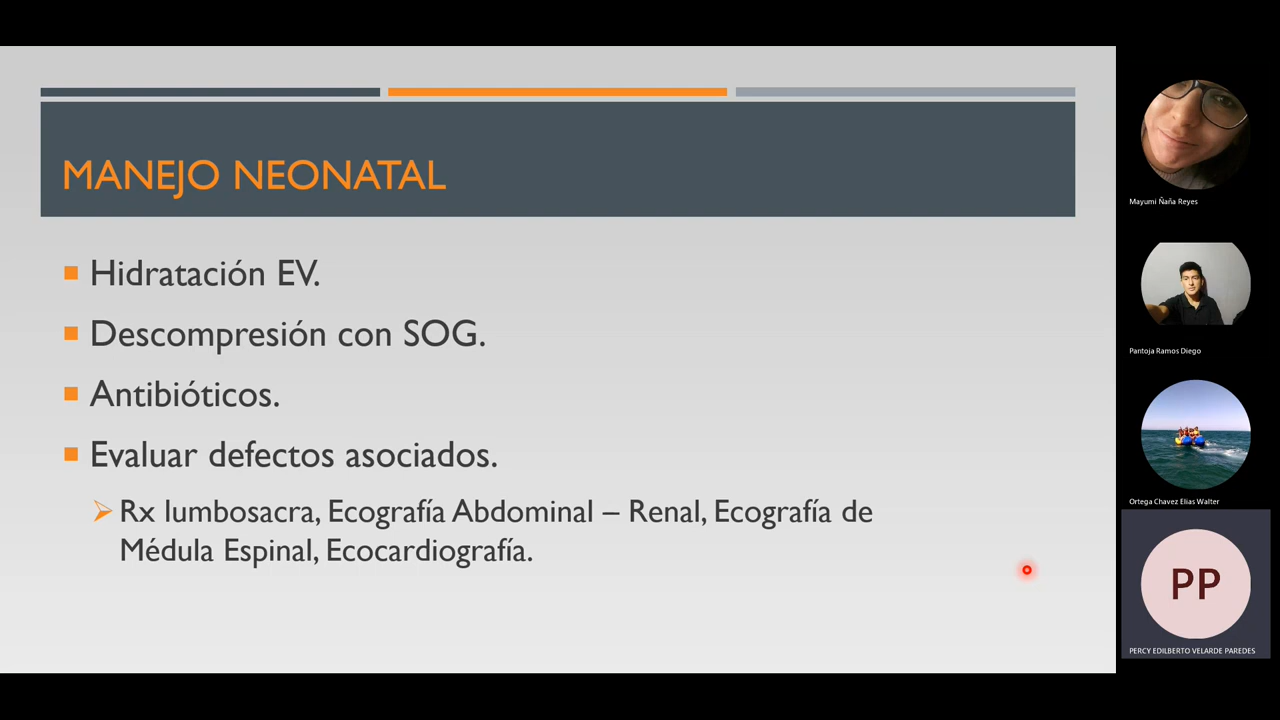 MANEJO NEONATAL
Hidratación EV.
Descompresión con SOG.
Antibióticos.
Evaluar defectos asociados.
Rx lumbosacra, Ecografía Abdominal – Renal, Ecografía de
Médula Espinal, Ecocardiografía.
Mayumi Ñaña Reyes
Pantoja Ramos Diego
Ortega Chavez Elias Walter
PP
PERCY EDILBERTO VELARDE PAREDES